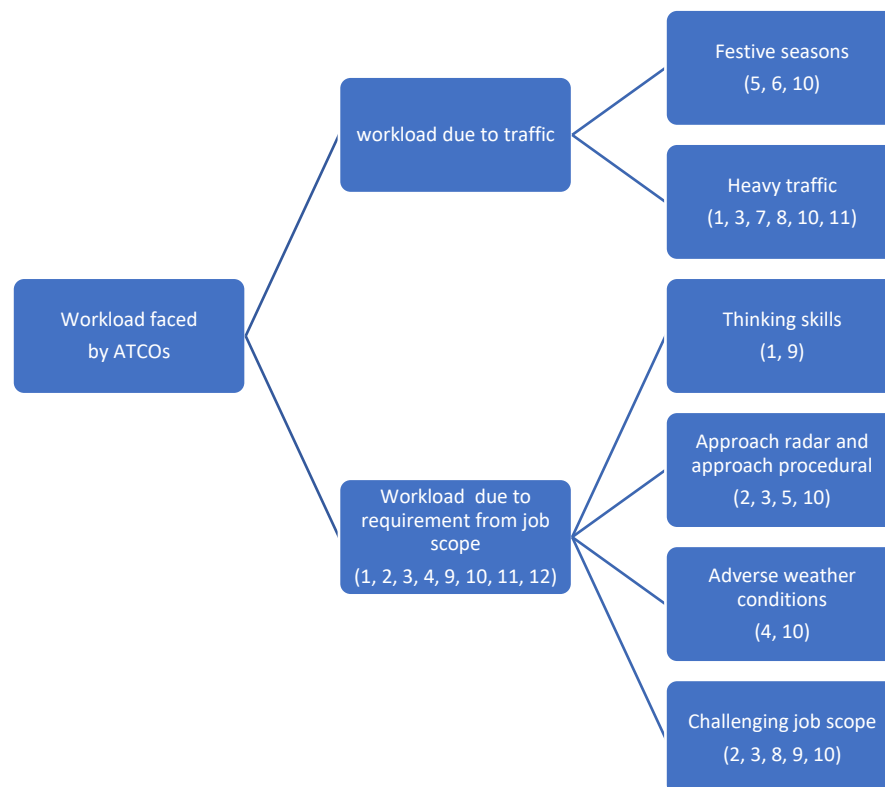 Workload faced
by ATCOs
workload due to traffic
Festive seasons
(5, 6, 10)
Heavy traffic
(1, 3, 7, 8, 10, 11)
Workload due to
requirement from job
scope
(1, 2, 3, 4, 9, 10, 11, 12)
Thinking skills
(1, 9)
Approach radar and
approach procedural
(2, 3, 5, 10)
Adverse weather
conditions
(4, 10)
Challenging job scope
(2, 3, 8, 9, 10)